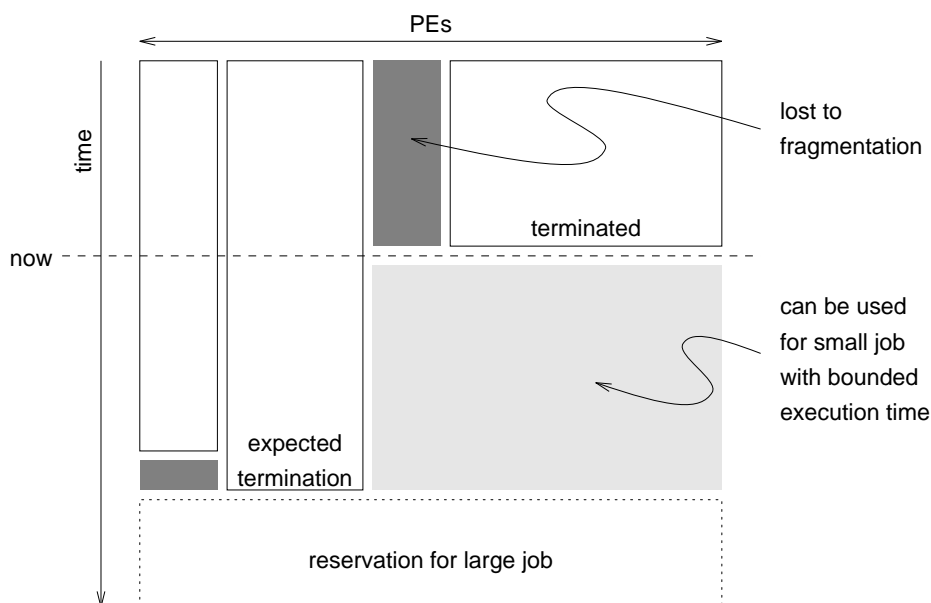 PEs
time
lost to
fragmentation
terminated
now
can be used
for small job
with bounded
execution time
expected
termination
reservation for large job